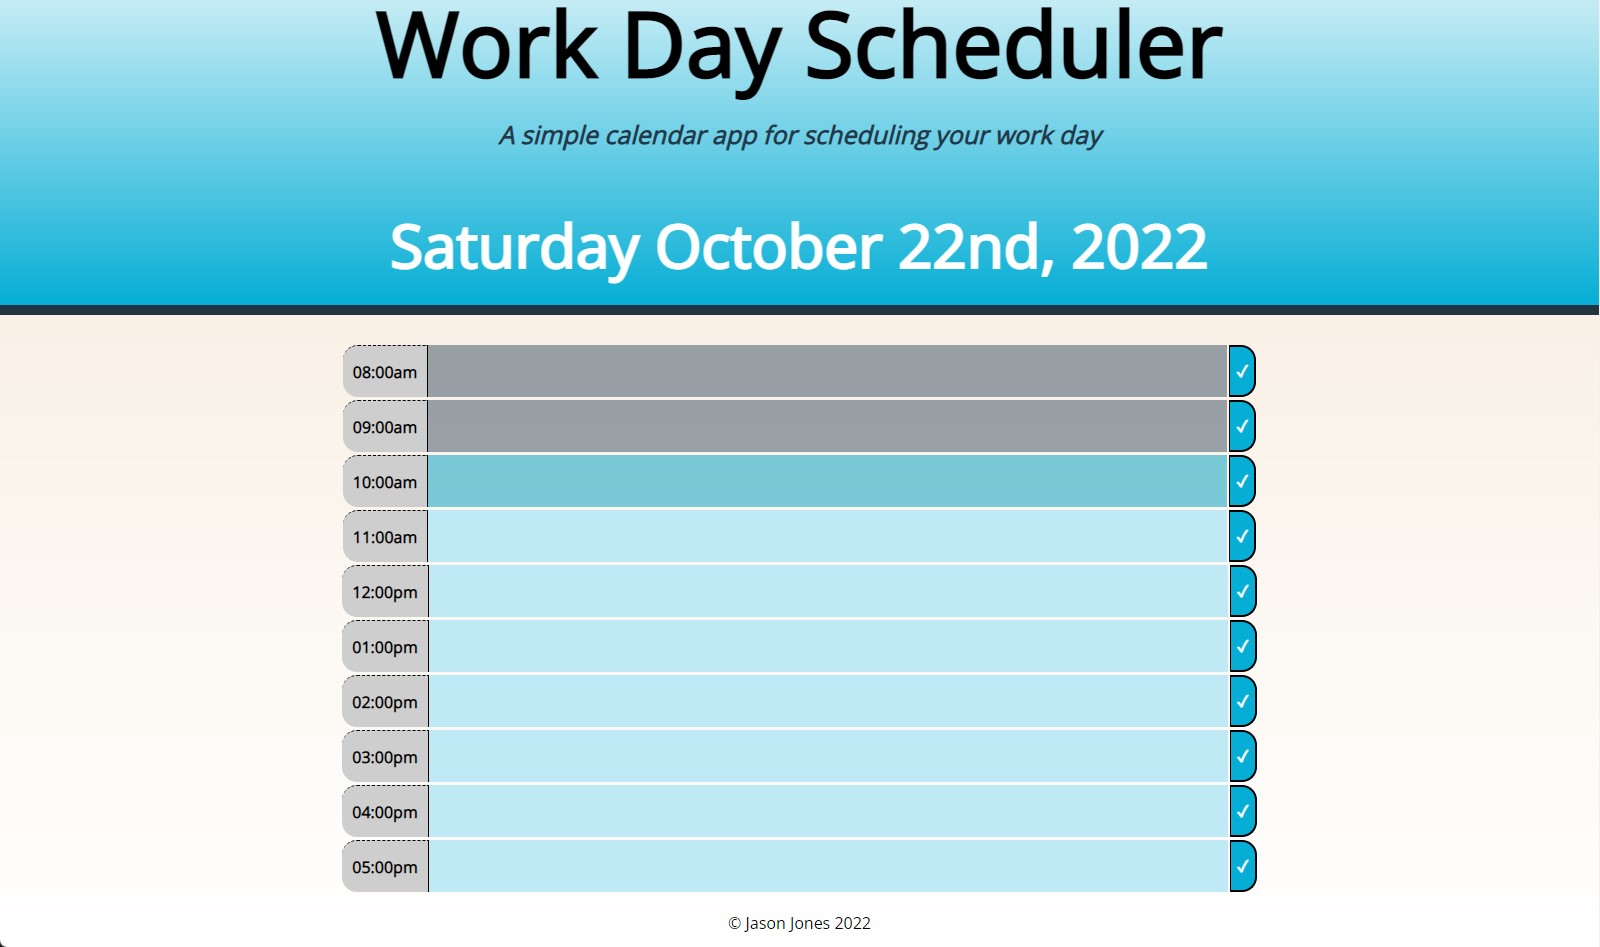 Work Day Scheduler
A simple calendar app for scheduling your work day
Saturday October 22nd, 2022
08:00am ✓
09:00am ✓
10:00am ✓
11:00am ✓
12:00pm ✓
01:00pm ✓
02:00pm ✓
03:00pm ✓
04:00pm ✓
05:00pm ✓
© Jason Jones 2022